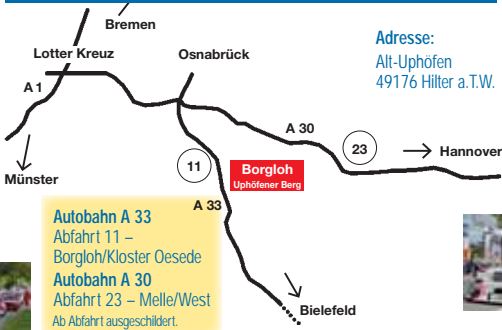 Bremen
Lotter Kreuz
Osnabrück
Adresse:
Alt-Uphöfen
49176 Hilter a.T.W.
A 1
A 30
23
Hannover
Münster
11
Borgloh
Uphöfener Berg
A 33
Autobahn A 33
Abfahrt 11 –
Borgloh/Kloster Oesede
Autobahn A 30
Abfahrt 23 – Melle/West
Ab Abfahrt ausgeschildert.
Bielefeld